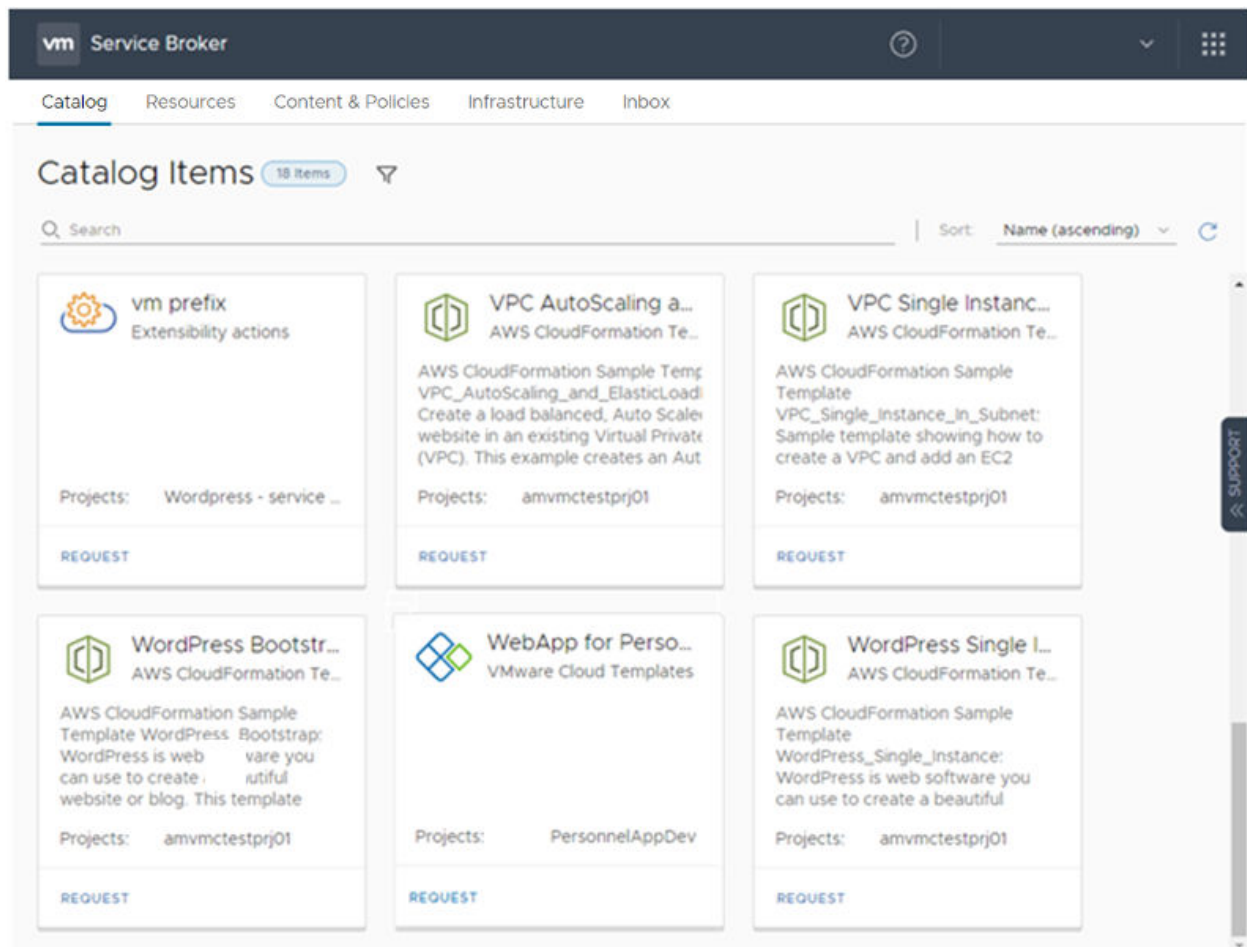 vm Service Broker
Catalog Resources Content & Policies Infrastructure Inbox
Catalog Items 18 Items
Search Sort: Name (ascending)
vm prefix
Extensibility actions
Projects: Wordpress - service ...
REQUEST
VPC AutoScaling a...
AWS CloudFormation Te...
AWS CloudFormation Sample Temp
VPC_AutoScaling_and_ElasticLoad
Create a load balanced, Auto Scale
website in an existing Virtual Private
(VPC). This example creates an Aut
Projects: amvmctestprj01
REQUEST
VPC Single Instanc...
AWS CloudFormation Te...
AWS CloudFormation Sample
Template
VPC_Single_Instance_In_Subnet:
Sample template showing how to
create a VPC and add an EC2
Projects: amvmctestprj01
REQUEST
SUPPORT
WordPress Bootstr...
AWS CloudFormation Te...
AWS CloudFormation Sample
Template WordPress Bootstrap:
WordPress is web vare you
can use to create utiful
website or blog. This template
Projects: amvmctestprj01
REQUEST
WebApp for Perso...
VMware Cloud Templates
Projects: PersonnelAppDev
REQUEST
WordPress Single I...
AWS CloudFormation Te...
AWS CloudFormation Sample
Template
WordPress_Single_Instance:
WordPress is web software you
can use to create a beautiful
Projects: amvmctestprj01
REQUEST